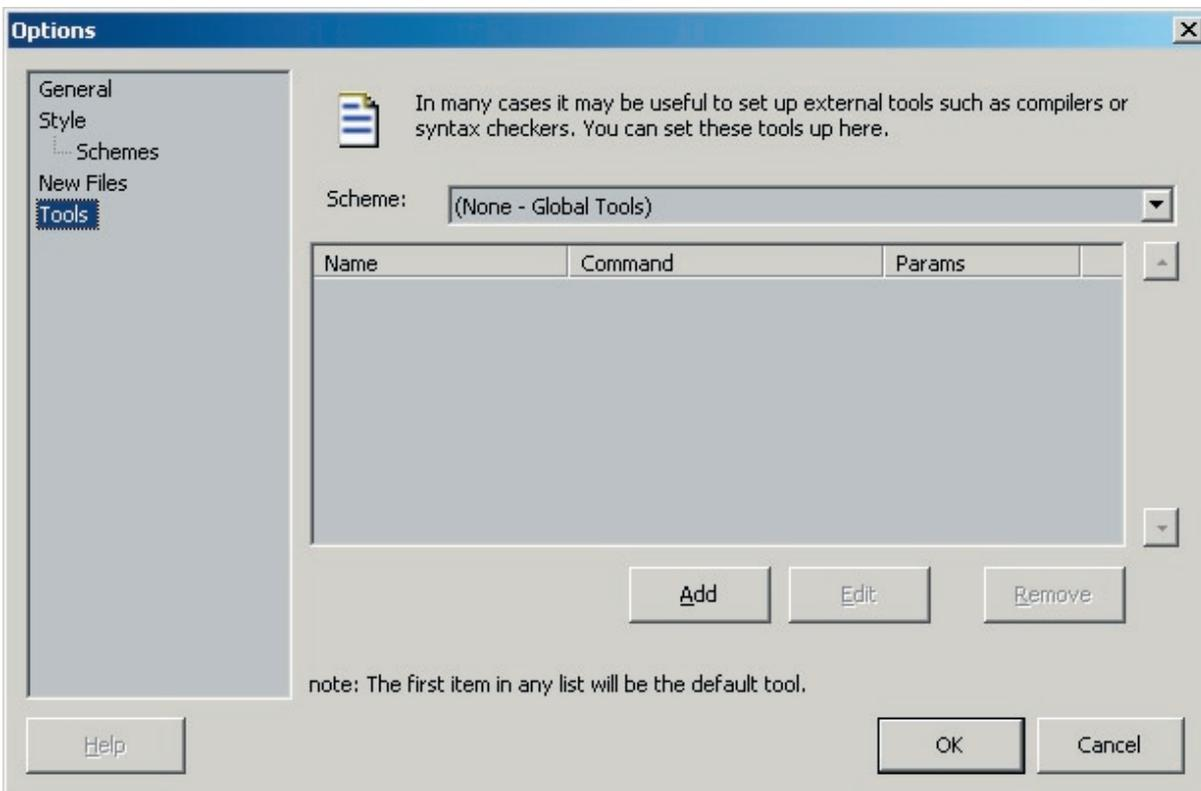 Options
General
Style
Schemes
New Files
Tools
In many cases it may be useful to set up external tools such as compilers or
syntax checkers. You can set these tools up here.
Scheme: (None - Global Tools)
Name Command Params
Add Edit Remove
note: The first item in any list will be the default tool.
Help OK Cancel